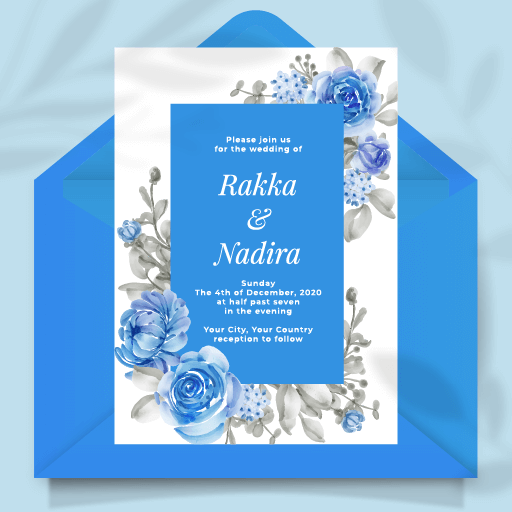 Please join us
for the wedding of
Rakka
&
Nadira
Sunday
The 4th of December, 2020
at half past seven
in the evening
Your City, Your Country
reception to follow